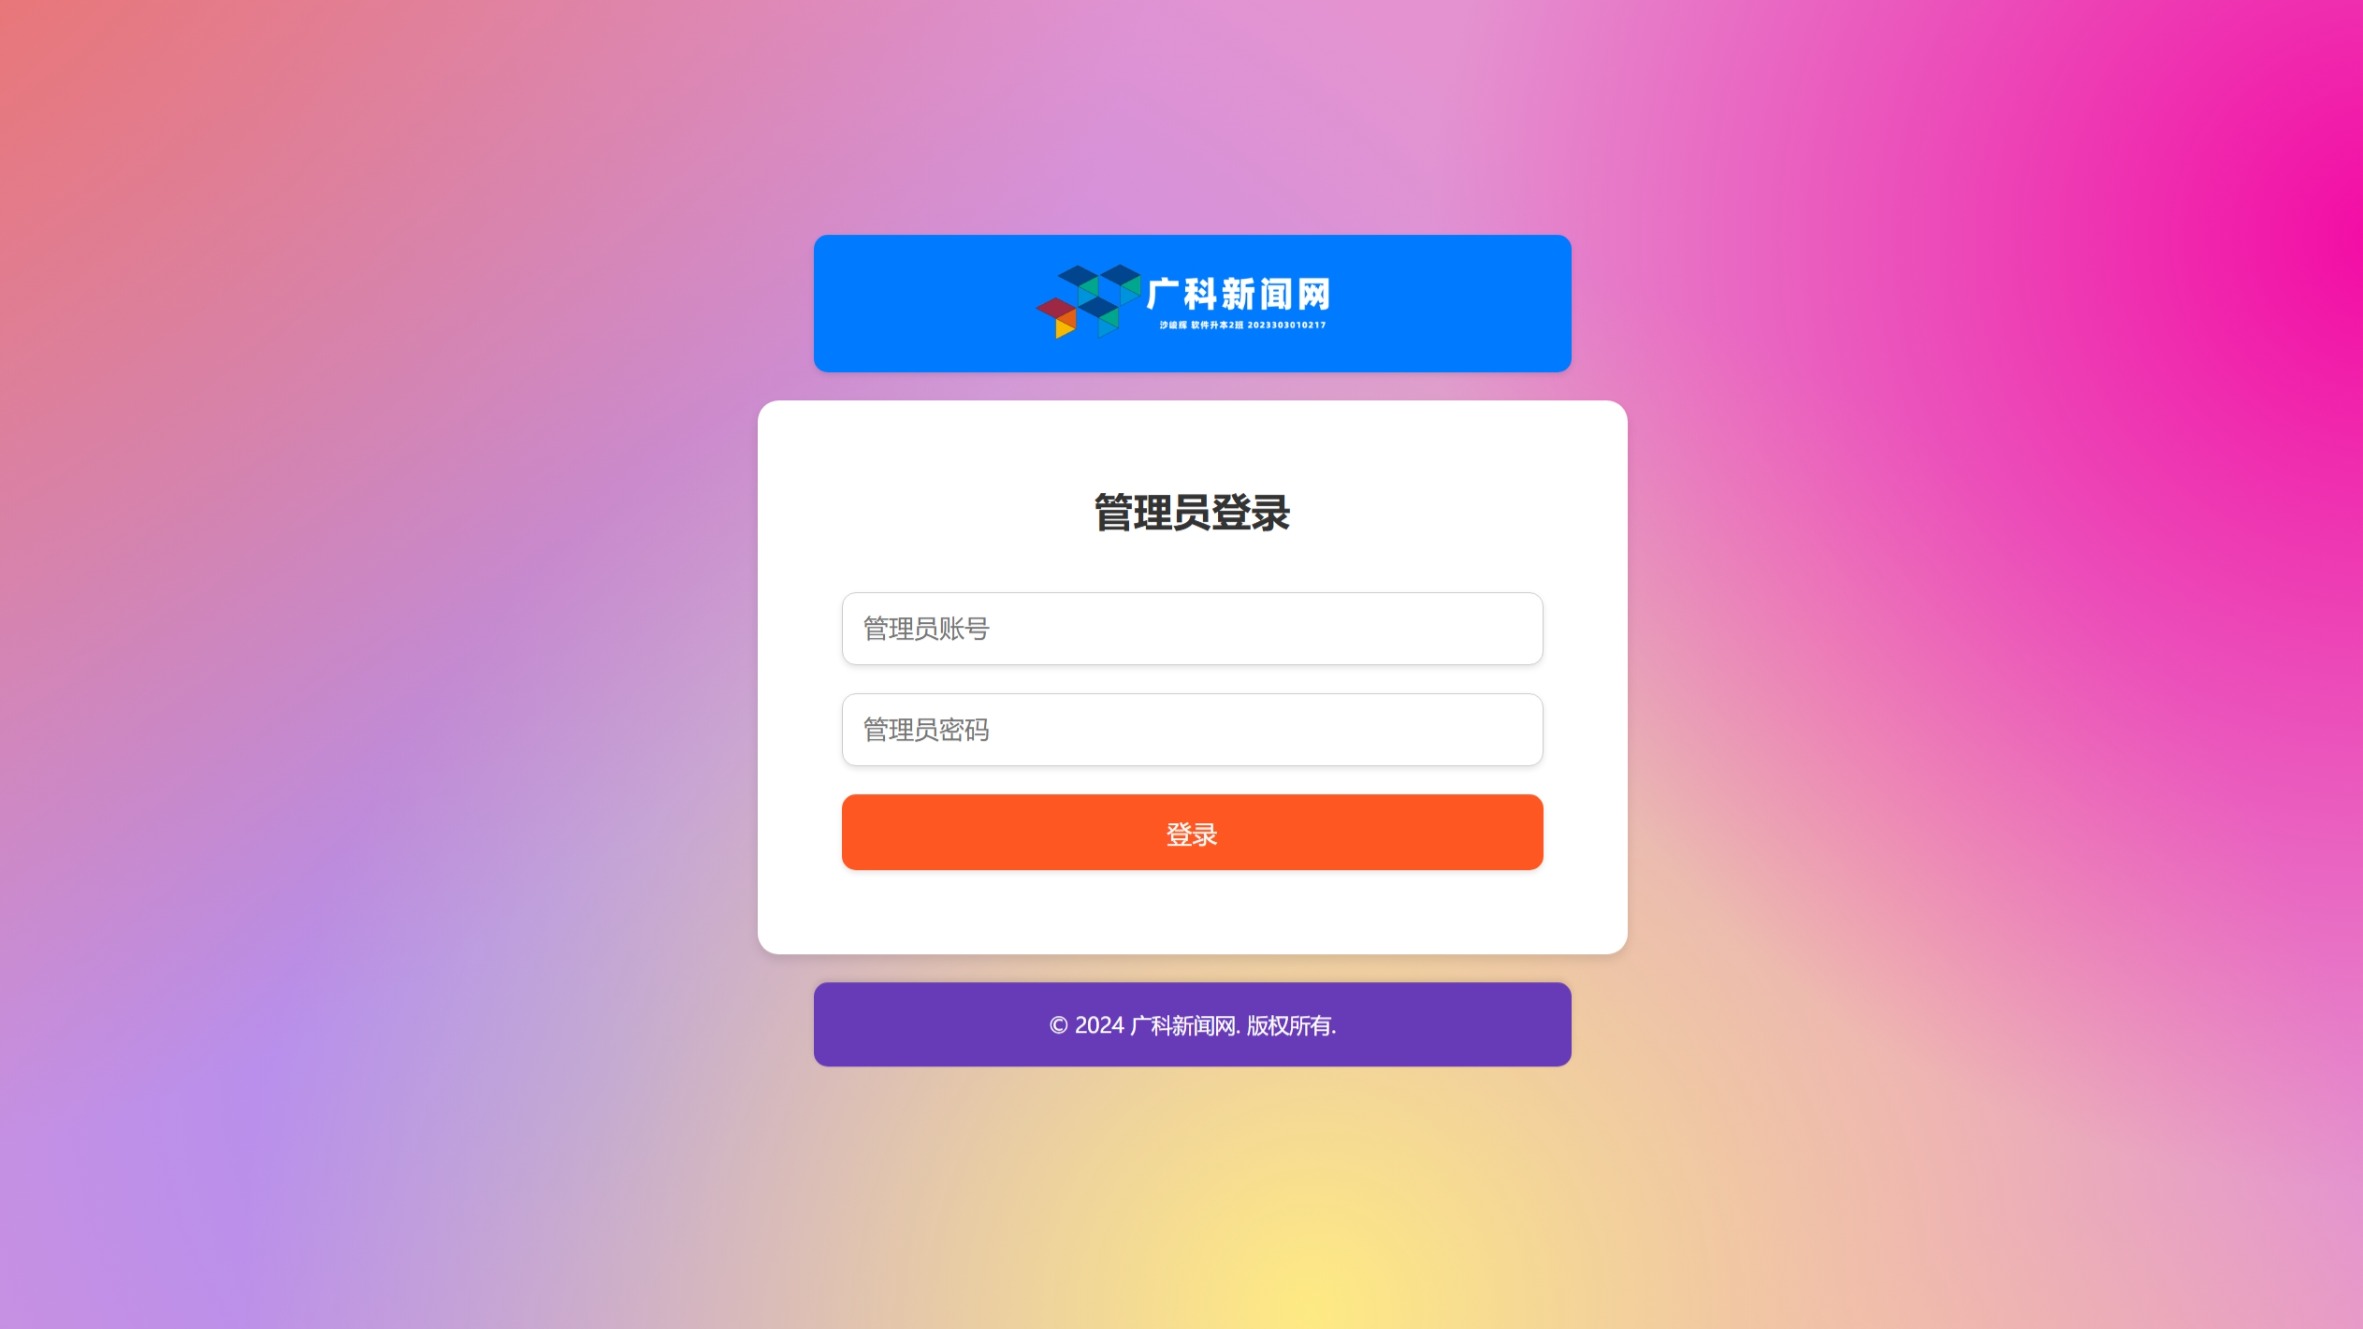 广科新闻网
沙峻挥 软件升本2班 2023303010217
管理员登录
管理员账号
管理员密码
登录
© 2024 广科新闻网. 版权所有.